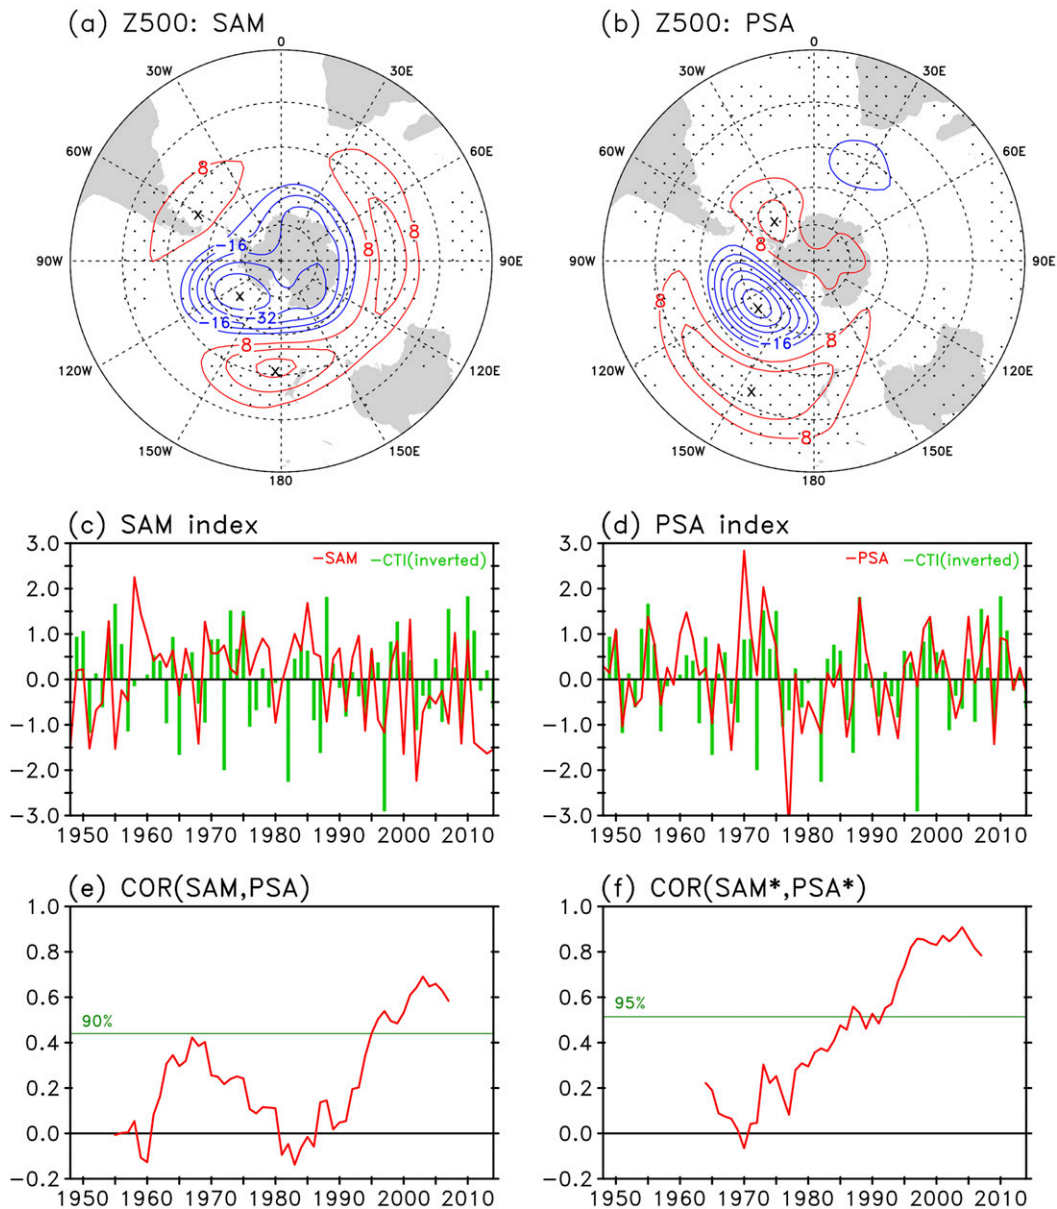 (a) Z500: SAM
(b) Z500: PSA
0
30W 30E
60W 60E
90W 90E
120W 120E
150W 150E
180
8
-16
8
8
-16 -32
8
0
30W 30E
60W 60E
90W 90E
120W 120E
150W 150E
180
8
8
-16
8
8
(c) SAM index
-SAM -CTI(inverted)
3.0
2.0
1.0
0.0
-1.0
-2.0
-3.0
1950 1960 1970 1980 1990 2000 2010
(d) PSA index
-PSA -CTI(inverted)
3.0
2.0
1.0
0.0
-1.0
-2.0
-3.0
1950 1960 1970 1980 1990 2000 2010
(e) COR(SAM,PSA)
1.0
0.8
0.6
90%
0.4
0.2
0.0
-0.2
1950 1960 1970 1980 1990 2000 2010
(f) COR(SAM*,PSA*)
1.0
0.8
0.6
95%
0.4
0.2
0.0
-0.2
1950 1960 1970 1980 1990 2000 2010